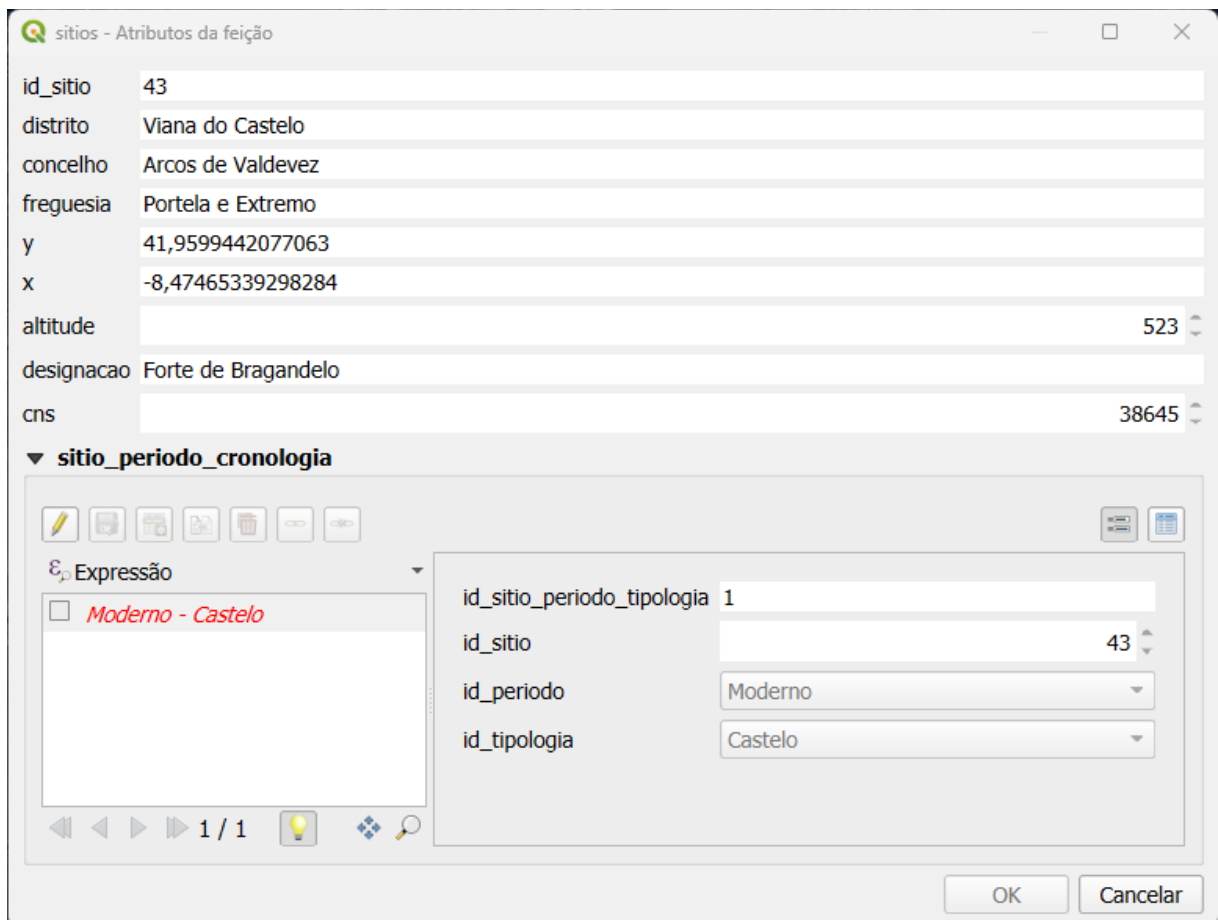 sitios - Atributos da feição
id_sitio 43
distrito Viana do Castelo
concelho Arcos de Valdevez
freguesia Portela e Extremo
y 41,9599442077063
x -8,47465339298284
altitude 523
designacao Forte de Bragandelo
cns 38645
sitio_periodo_cronologia
Expressão
Moderno - Castelo
id_sitio_periodo_tipologia 1
id_sitio 43
id_periodo Moderno
id_tipologia Castelo
1 / 1
OK Cancelar